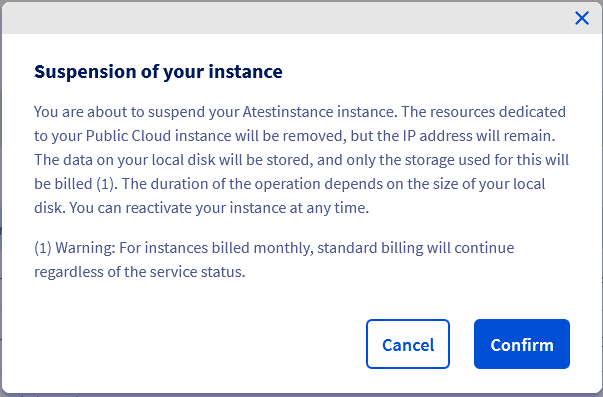 Suspension of your instance
You are about to suspend your Atestinstance instance. The resources dedicated
to your Public Cloud instance will be removed, but the IP address will remain.
The data on your local disk will be stored, and only the storage used for this will
be billed (1). The duration of the operation depends on the size of your local
disk. You can reactivate your instance at any time.
(1) Warning: For instances billed monthly, standard billing will continue
regardless of the service status.
Cancel
Confirm